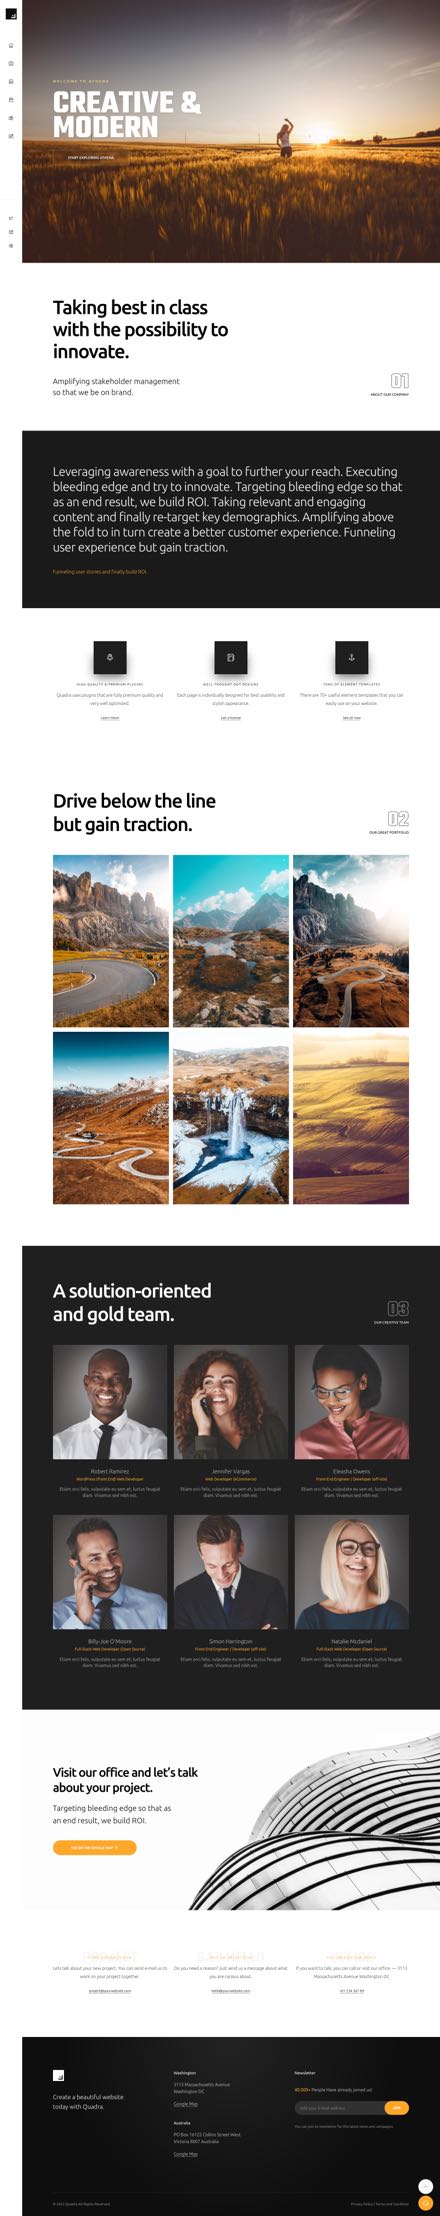 WELCOME TO ATHENA
CREATIVE &
MODERN
START EXPLORING ATHENA
Taking best in class
with the possibility to
innovate.
Amplifying stakeholder management
so that we be on brand.
01
ABOUT OUR COMPANY
Leveraging awareness with a goal to further your reach. Executing
bleeding edge and try to innovate. Targeting bleeding edge so that
as an end result, we build ROI. Taking relevant and engaging
content and finally re-target key demographics. Amplifying above
the fold to in turn create a better customer experience. Funneling
user experience but gain traction.
Funneling user stories and finally build ROI.
HIGH QUALITY & PREMIUM PLUGINS
Quadra uses plugins that are fully premium quality and
very well optimized.
Learn More
WELL THOUGHT OUT DESIGNS
Each page is individually designed for best usability and
stylish appearance.
Get a license
TONS OF ELEMENT TEMPLATES
There are 70+ useful element templates that you can
easily use on your website.
See all now
Drive below the line
but gain traction.
02
OUR GREAT PORTFOLIO
A solution-oriented
and gold team.
03
OUR CREATIVE TEAM
Robert Ramirez
WordPress (Front End) Web Developer
Etiam orci felis, vulputate eu sem et, luctus feugiat
diam. Vivamus sed nibh est.
Jennifer Vargas
Web Developer (eCommerce)
Etiam orci felis, vulputate eu sem et, luctus feugiat
diam. Vivamus sed nibh est.
Eleasha Owens
Front End Engineer / Developer (off-site)
Etiam orci felis, vulputate eu sem et, luctus feugiat
diam. Vivamus sed nibh est.
Billy-Joe O'Moore
Full-Stack Web Developer (Open Source)
Etiam orci felis, vulputate eu sem et, luctus feugiat
diam. Vivamus sed nibh est.
Simon Harrington
Front End Engineer / Developer (off-site)
Etiam orci felis, vulputate eu sem et, luctus feugiat
diam. Vivamus sed nibh est.
Natalie Mcdaniel
Full-Stack Web Developer (Open Source)
Etiam orci felis, vulputate eu sem et, luctus feugiat
diam. Vivamus sed nibh est.
Visit our office and let's talk
about your project.
Targeting bleeding edge so that as
an end result, we build ROI.
SEE ON THE GOOGLE MAP
Lets talk about your new project. You can send e-mail us to
work on your project together.
project@yourwebsite.com
Do you need a reason? Just send us a message about what
you are curious about.
hello@yourwebsite.com
If you want to talk, you can call or visit our office. — 3113
Massachusetts Avenue Washington DC
Create a beautiful website
today with Quadra.
Washington
3113 Massachusetts Avenue
Washington DC
Google Map
Australia
PO Box 16122 Collins Street West
Victoria 8007 Australia
Google Map
Newsletter
40.000+ People Have already joined us!
Add your E-Mail address
JOIN
You can join to newsletter for the latest news and campaigns.
© 2022 Quadra All Rights Reserved.
Privacy Policy | Terms and Conditions